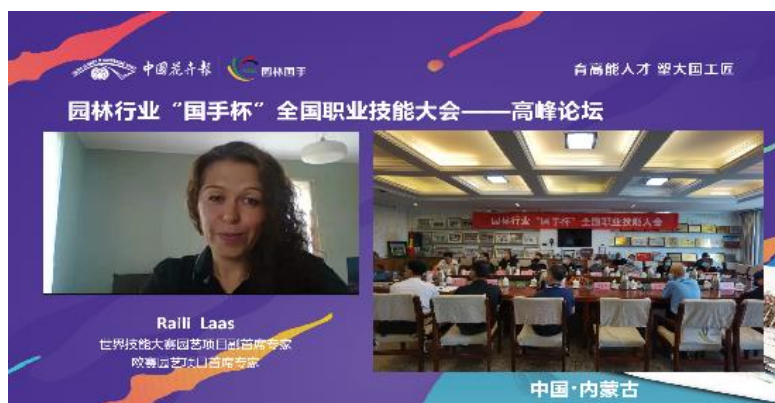 中国花卉報
园林国手
育高能人才 塑大国工匠
园林行业“国手杯”全国职业技能大会——高峰论坛
园林行业“国手杯”全国职业技能大会
Raili Laas
世界技能大赛园艺项目副首席专家
欧赛园艺项目首席专家
中国·内蒙古